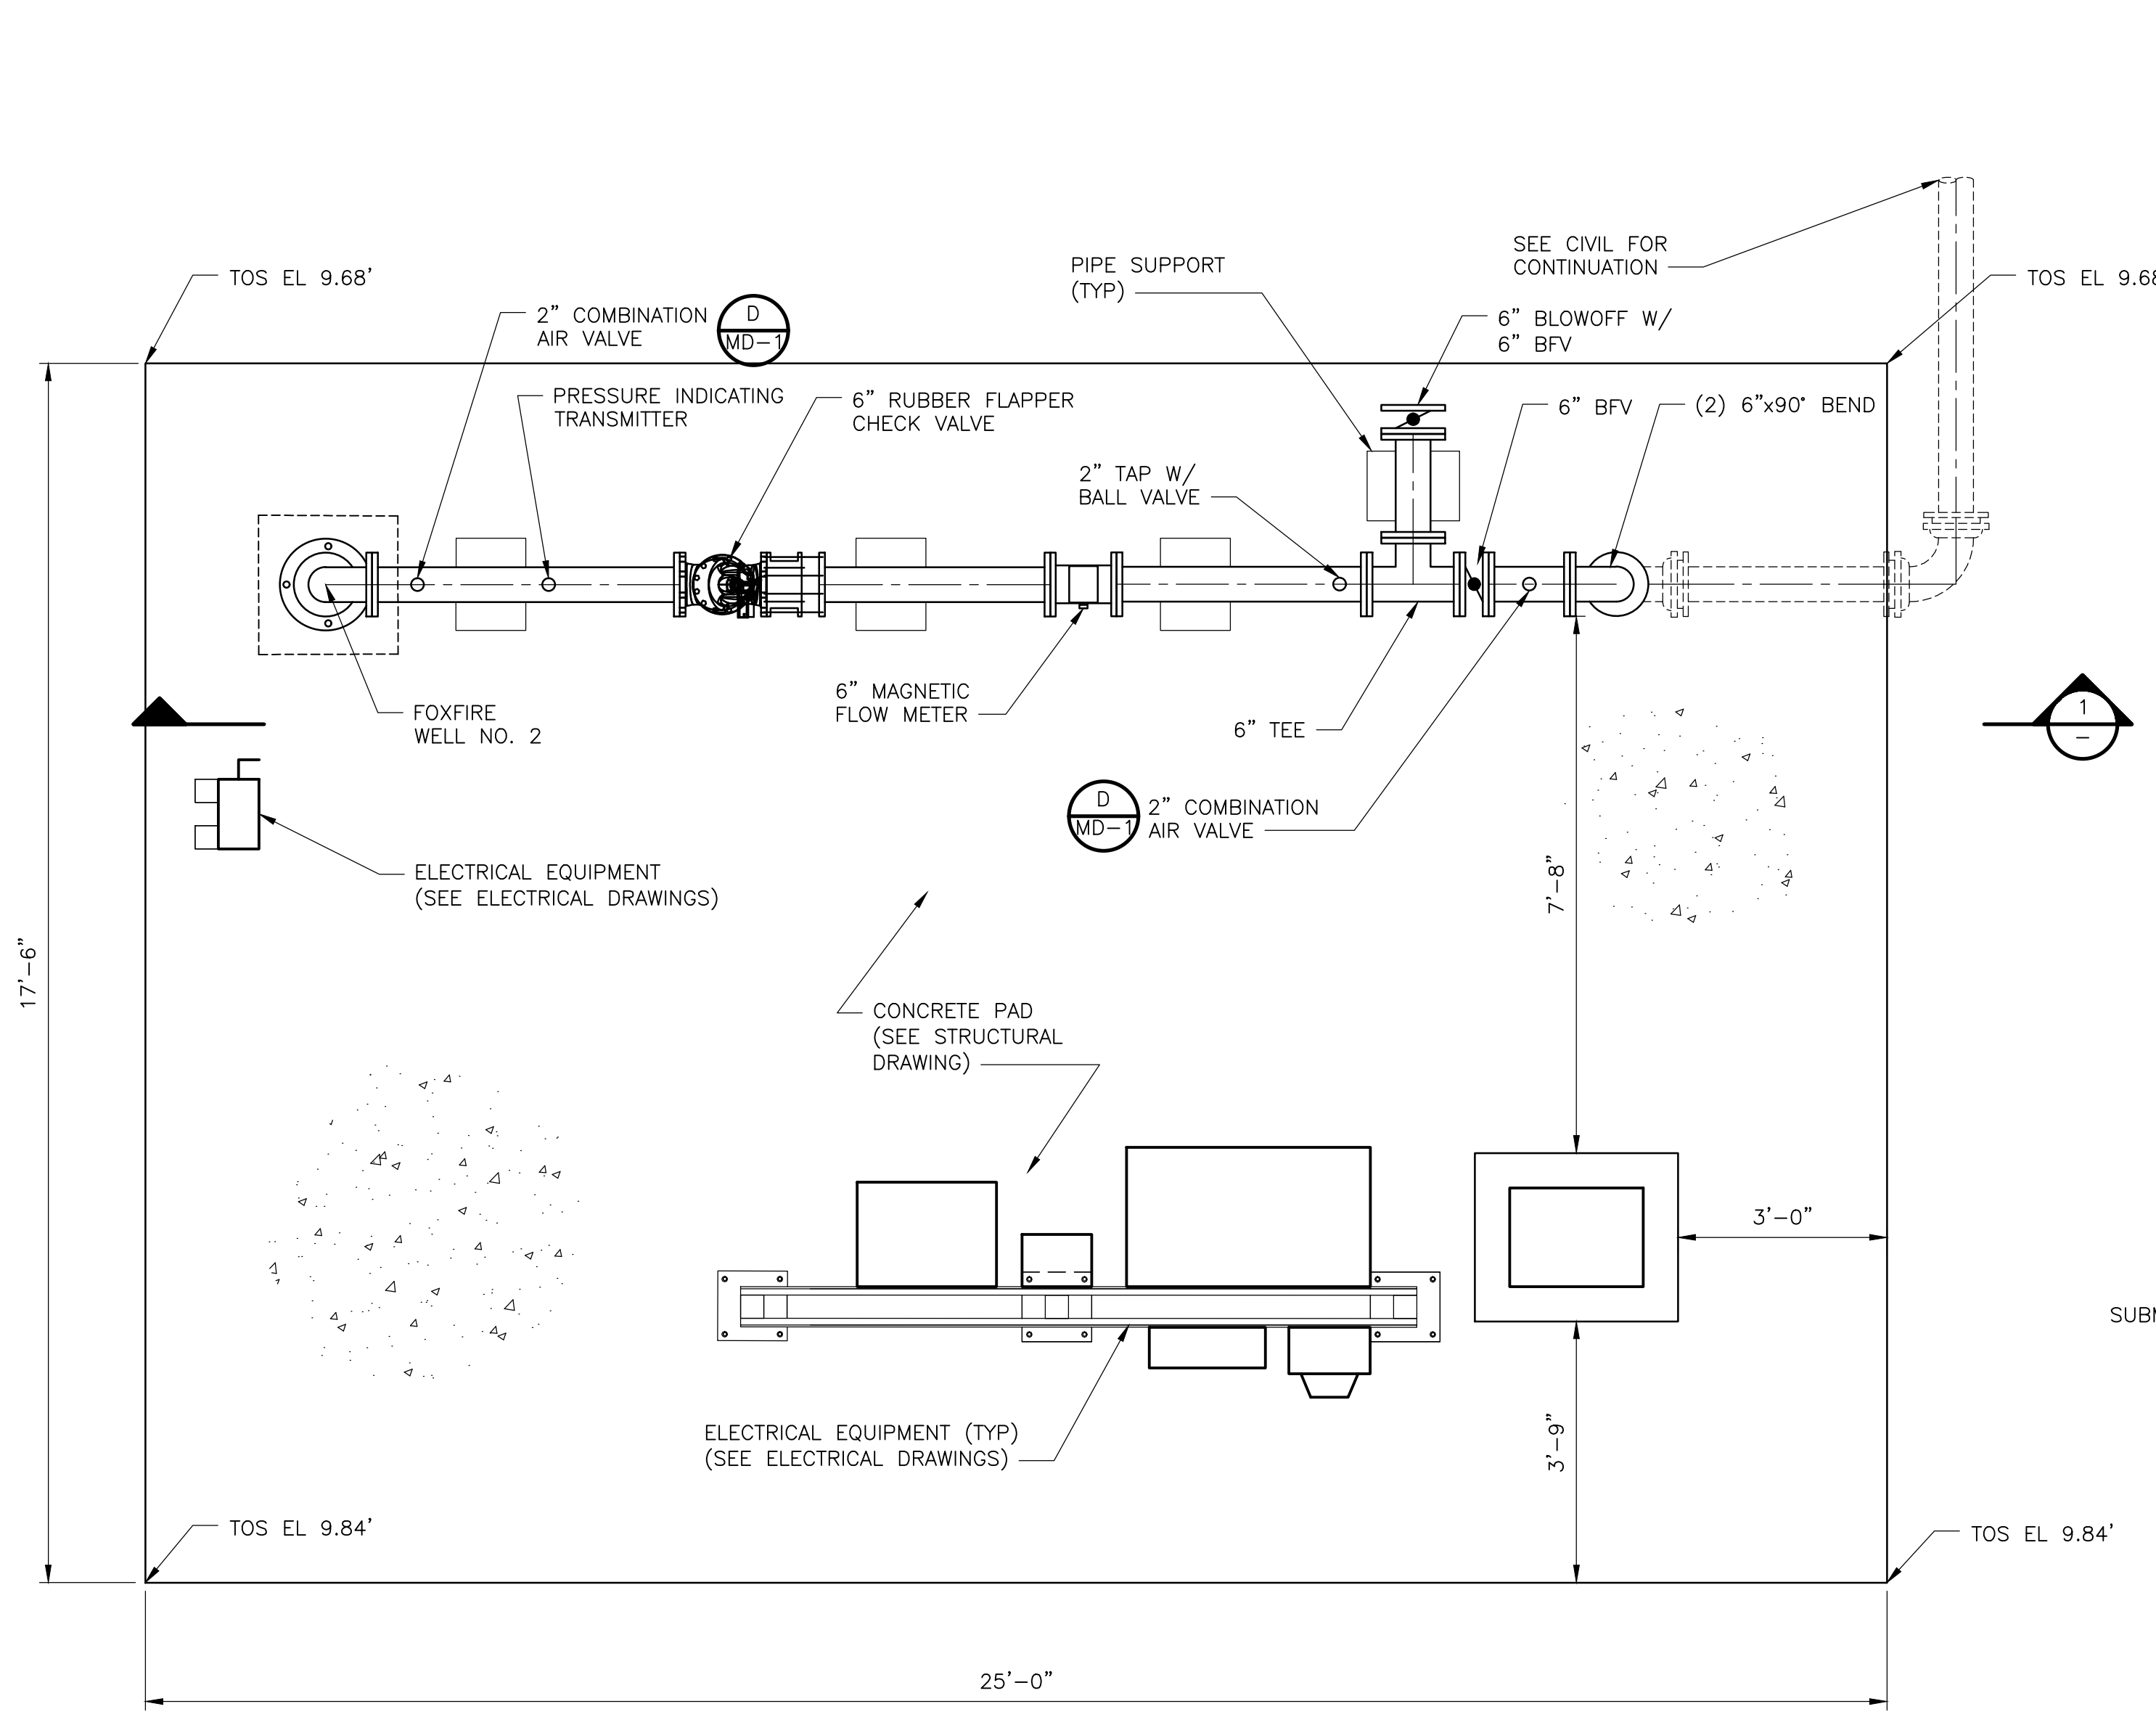 SEE CIVIL FOR
CONTINUATION
PIPE SUPPORT
(TYP)
TOS EL 9.68'
TOS EL 9.68
2" COMBINATION
AIR VALVE
D
MD-1
6" BLOWOFF W/
6" BFV
PRESSURE INDICATING
TRANSMITTER
6" RUBBER FLAPPER
CHECK VALVE
6" BFV
(2) 6"x90° BEND
2" TAP W/
BALL VALVE
6" MAGNETIC
FLOW METER
FOXFIRE
WELL NO. 2
6" TEE
1
-
D
MD-1
2" COMBINATION
AIR VALVE
ELECTRICAL EQUIPMENT
(SEE ELECTRICAL DRAWINGS)
7'-8"
17'-6"
CONCRETE PAD
(SEE STRUCTURAL
DRAWING)
3'-0"
SUBM
ELECTRICAL EQUIPMENT (TYP)
(SEE ELECTRICAL DRAWINGS)
3'-9"
TOS EL 9.84'
TOS EL 9.84'
25'-0"